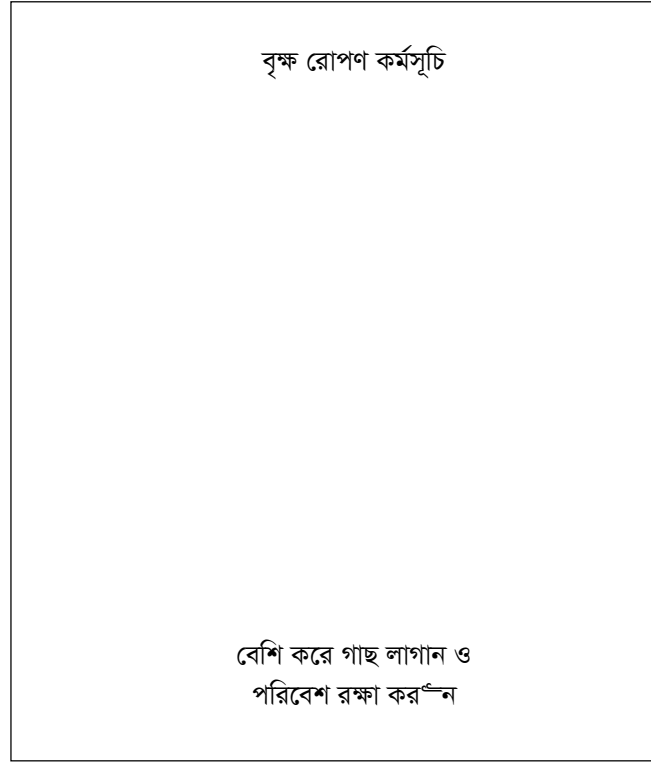 বৃক্ষ রোপণ কর্মসূচি
বেশি করে গাছ লাগান ও
পরিবেশ রক্ষা করুন